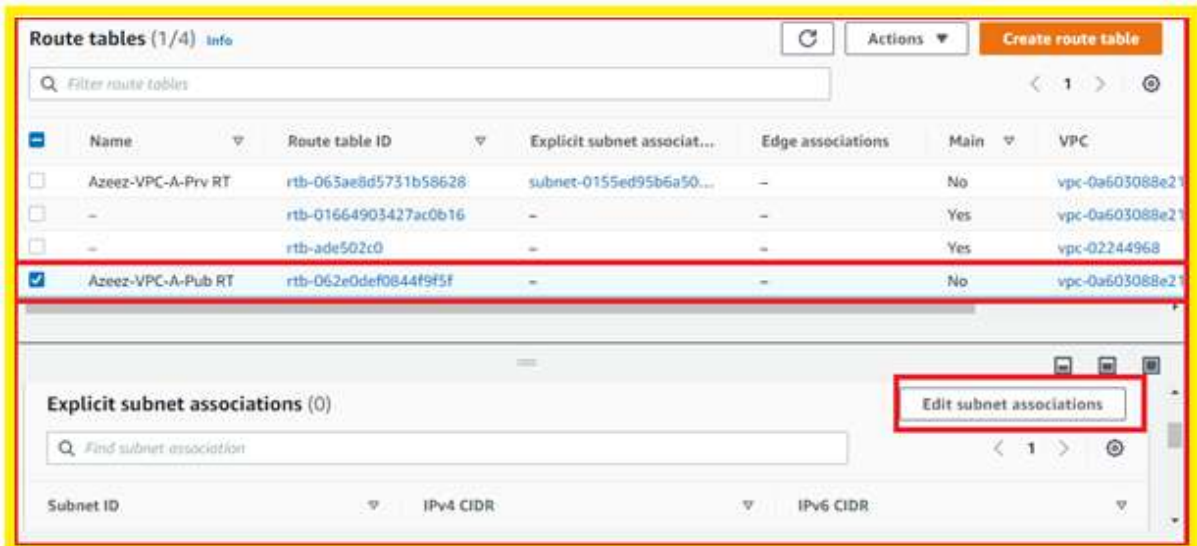 Route tables (1/4) Info
Actions ▼
Create route table
Filter route tables
1
Name Route table ID Explicit subnet associat... Edge associations Main VPC
Azeez-VPC-A-Prv RT rtb-063ae8d5731b58628 subnet-0155ed95b6a50... – No vpc-0a603088e21
– rtb-01664903427ac0b16 – – Yes vpc-0a603088e21
– rtb-ade502c0 – – Yes vpc-02244968
Azeez-VPC-A-Pub RT rtb-062e0def0844f9f5f – – No vpc-0a603088e21
Explicit subnet associations (0)
Edit subnet associations
Find subnet association
1
Subnet ID IPv4 CIDR IPv6 CIDR